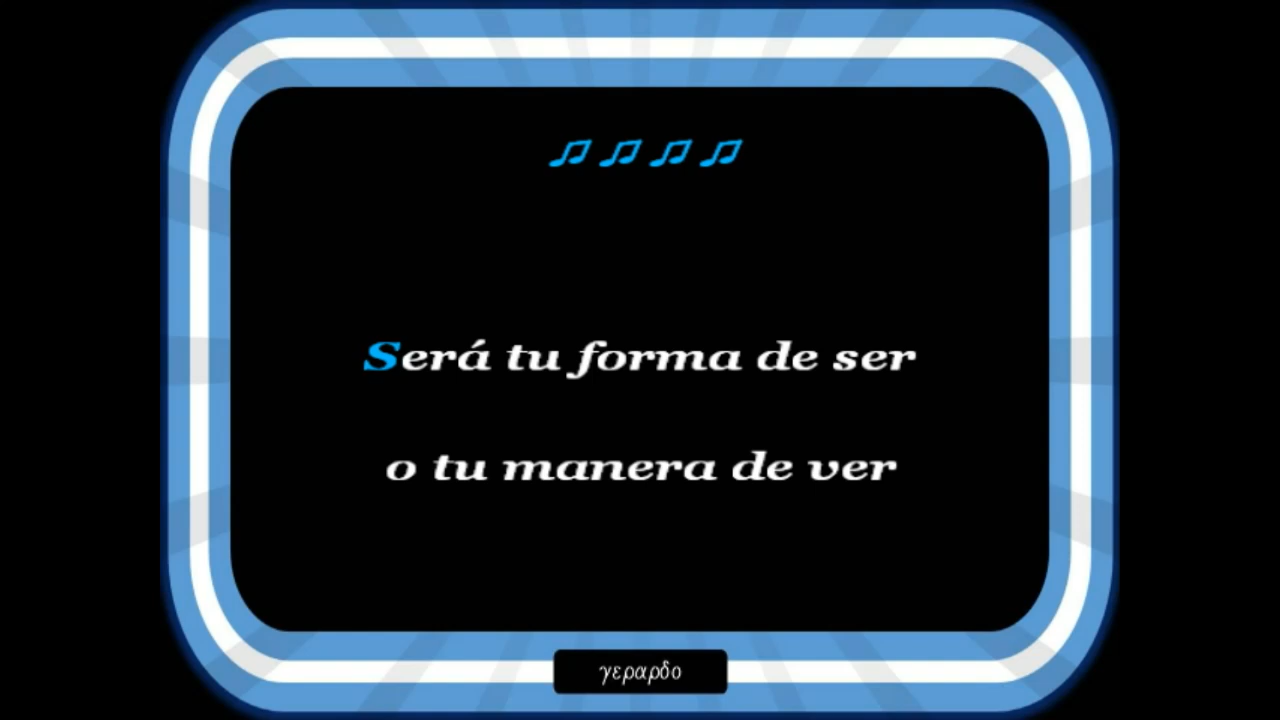 ♫ ♫ ♫ ♫
Será tu forma de ser
o tu manera de ver
γεραρδο